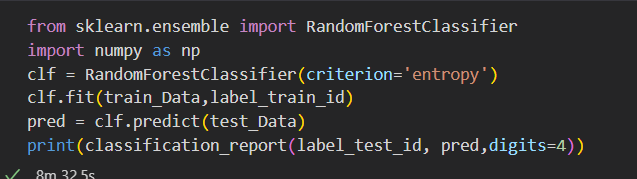 from sklearn.ensemble import RandomForestClassifier
import numpy as np
clf = RandomForestClassifier(criterion='entropy')
clf.fit(train_Data,label_train_id)
pred = clf.predict(test_Data)
print(classification_report(label_test_id, pred,digits=4))
8m 32.5s